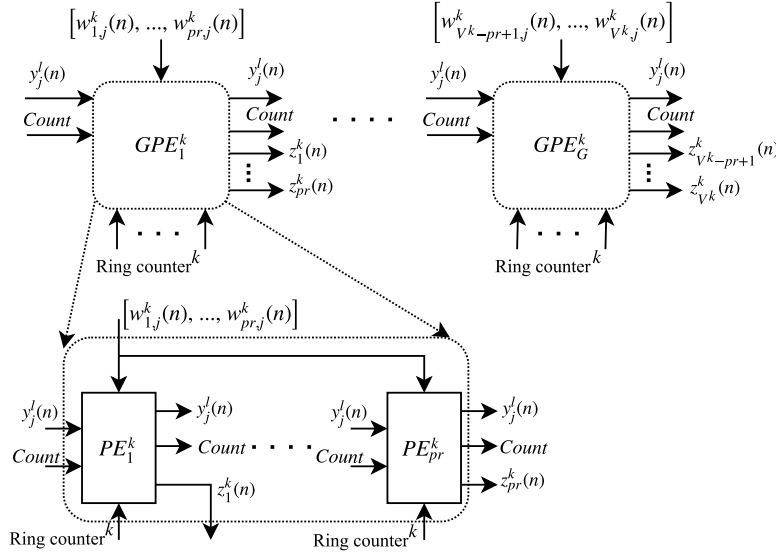 [w^k_{1,j}(n), ..., w^k_{pr,j}(n)]
[w^k_{V^k-pr+1,j}(n), ..., w^k_{V^k,j}(n)]
y^l_j(n)
Count
GPE^k_1
y^l_j(n)
Count
z^k_1(n)
z^k_{pr}(n)
Ring counter^k
y^l_j(n)
Count
GPE^k_G
y^l_j(n)
Count
z^k_{V^k-pr+1}(n)
z^k_{V^k}(n)
Ring counter^k
[w^k_{1,j}(n), ..., w^k_{pr,j}(n)]
y^l_j(n)
Count
PE^k_1
y^l_j(n)
Count
z^k_1(n)
Ring counter^k
y^l_j(n)
Count
PE^k_{pr}
y^l_j(n)
Count
z^k_{pr}(n)
Ring counter^k